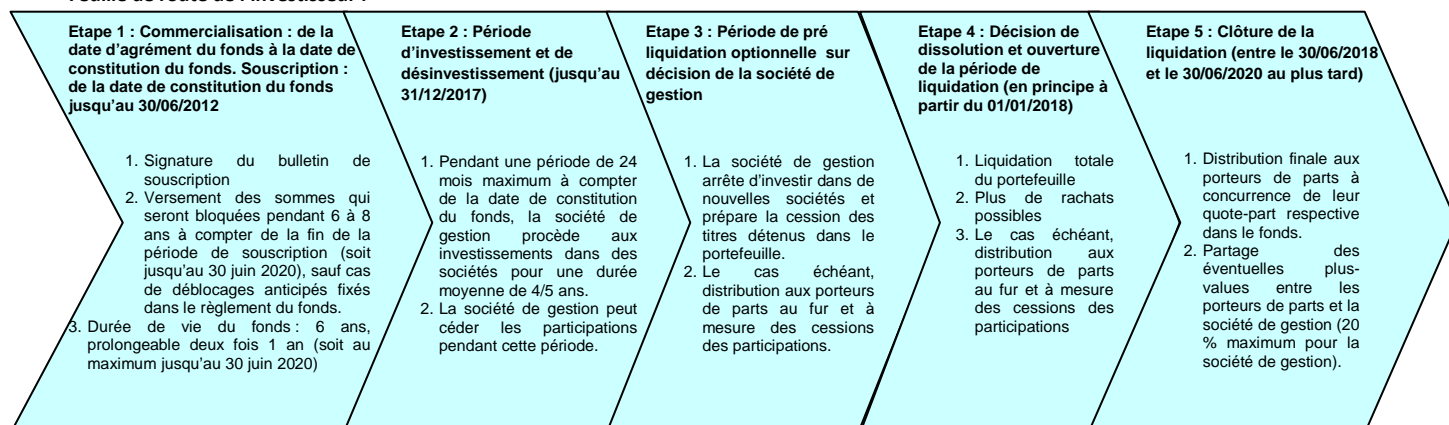 Feuille de route de l'investisseur :
Etape 1 : Commercialisation : de la
date d'agrément du fonds à la date de
constitution du fonds. Souscription :
de la date de constitution du fonds
jusqu'au 30/06/2012
1. Signature du bulletin de
souscription
2. Versement des sommes qui
seront bloquées pendant 6 à 8
ans à compter de la fin de la
période de souscription (soit
jusqu'au 30 juin 2020), sauf cas
de déblocages anticipés fixés
dans le règlement du fonds.
3. Durée de vie du fonds : 6 ans,
prolongeable deux fois 1 an (soit au
maximum jusqu'au 30 juin 2020)
Etape 2 : Période
d'investissement et de
désinvestissement (jusqu'au
31/12/2017)
1. Pendant une période de 24
mois maximum à compter
de la date de constitution
du fonds, la société de
gestion procède aux
investissements dans des
sociétés pour une durée
moyenne de 4/5 ans.
2. La société de gestion peut
céder les participations
pendant cette période.
Etape 3 : Période de pré
liquidation optionnelle sur
décision de la société de
gestion
1. La société de gestion
arrête d'investir dans de
nouvelles sociétés et
prépare la cession des
titres détenus dans le
portefeuille.
2. Le cas échéant,
distribution aux porteurs
de parts au fur et à
mesure des cessions
des participations.
Etape 4 : Décision de
dissolution et ouverture
de la période de
liquidation (en principe à
partir du 01/01/2018)
1. Liquidation totale
du portefeuille
2. Plus de rachats
possibles
3. Le cas échéant,
distribution aux
porteurs de parts
au fur et à mesure
des cessions des
participations
Etape 5 : Clôture de la
liquidation (entre le 30/06/2018
et le 30/06/2020 au plus tard)
1. Distribution finale aux
porteurs de parts à
concurrence de leur
quote-part respective
dans le fonds.
2. Partage des
éventuelles plus-
values entre les
porteurs de parts et la
société de gestion (20
% maximum pour la
société de gestion).